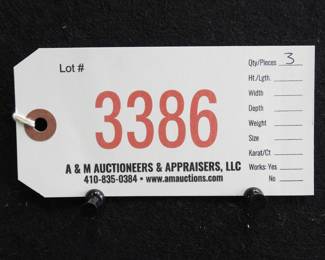 Lot #
3386
A & M AUCTIONEERS & APPRAISERS, LLC
410-835-0384 • www.amauctions.com
Qty/Pieces 3
Ht./Lgth.
Width
Depth
Weight
Size
Karat/Ct
Works: Yes
No